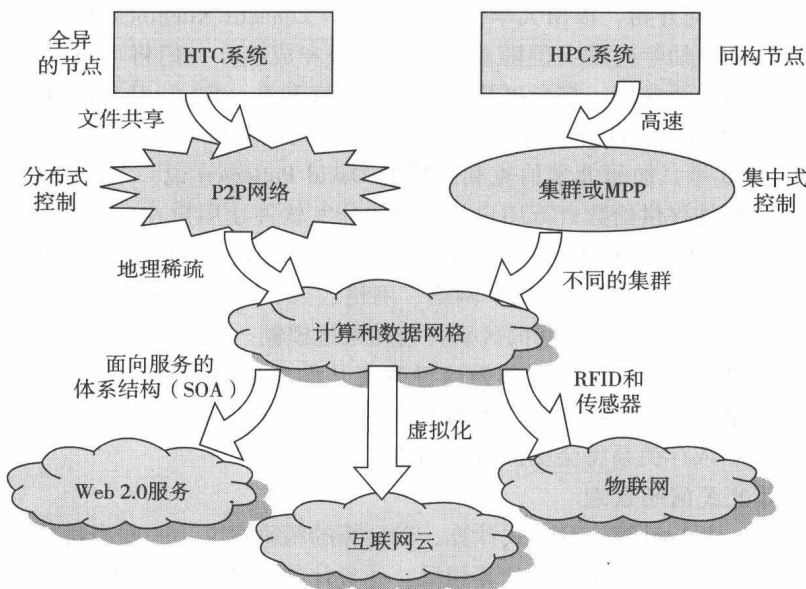 全异
的节点
HTC系统
HPC系统
同构节点
文件共享
高速
分布式
控制
P2P网络
集群或MPP
集中式
控制
地理稀疏
不同的集群
计算和数据网格
面向服务的
体系结构（SOA）
虚拟化
RFID和
传感器
Web 2.0服务
互联网云
物联网